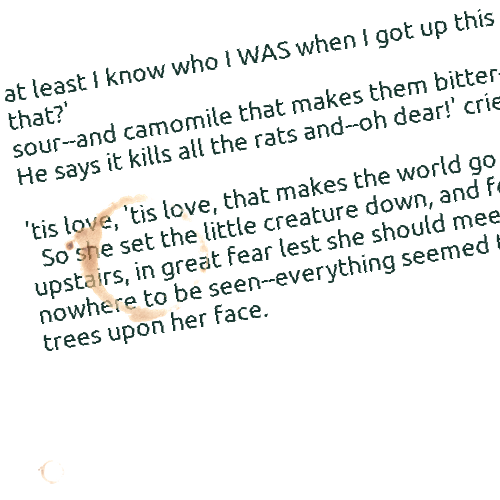 at least I know who I WAS when I got up this
that?'
sour--and camomile that makes them bitter-
He says it kills all the rats and--oh dear!' crie
'tis love, 'tis love, that makes the world go
So she set the little creature down, and fe
upstairs, in great fear lest she should mee
nowhere to be seen--everything seemed t
trees upon her face.